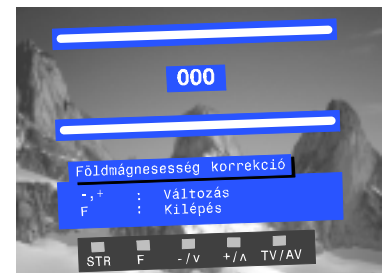 000
Földmágnesesség korrekció
-,+ : Változás
F : Kilépés
STR F -/v +/ʌ TV/AV